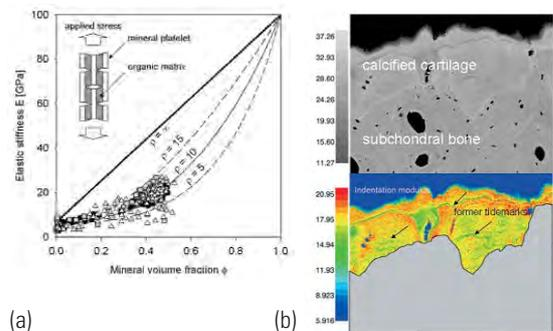 applied stress
mineral platelet
organic matrix
Elastic stiffness E [GPa]
100
80
60
40
20
0
ρ = ∞
ρ = 15
ρ = 10
ρ = 5
0.0
0.2
0.4
0.6
0.8
1.0
Mineral volume fraction ϕ
(a)
37.26
32.93
28.60
24.26
19.93
15.60
11.27
calcified cartilage
subchondral bone
20.95
17.94
14.93
11.93
8.923
5.916
Indentation modulus
former tidemarks
(b)